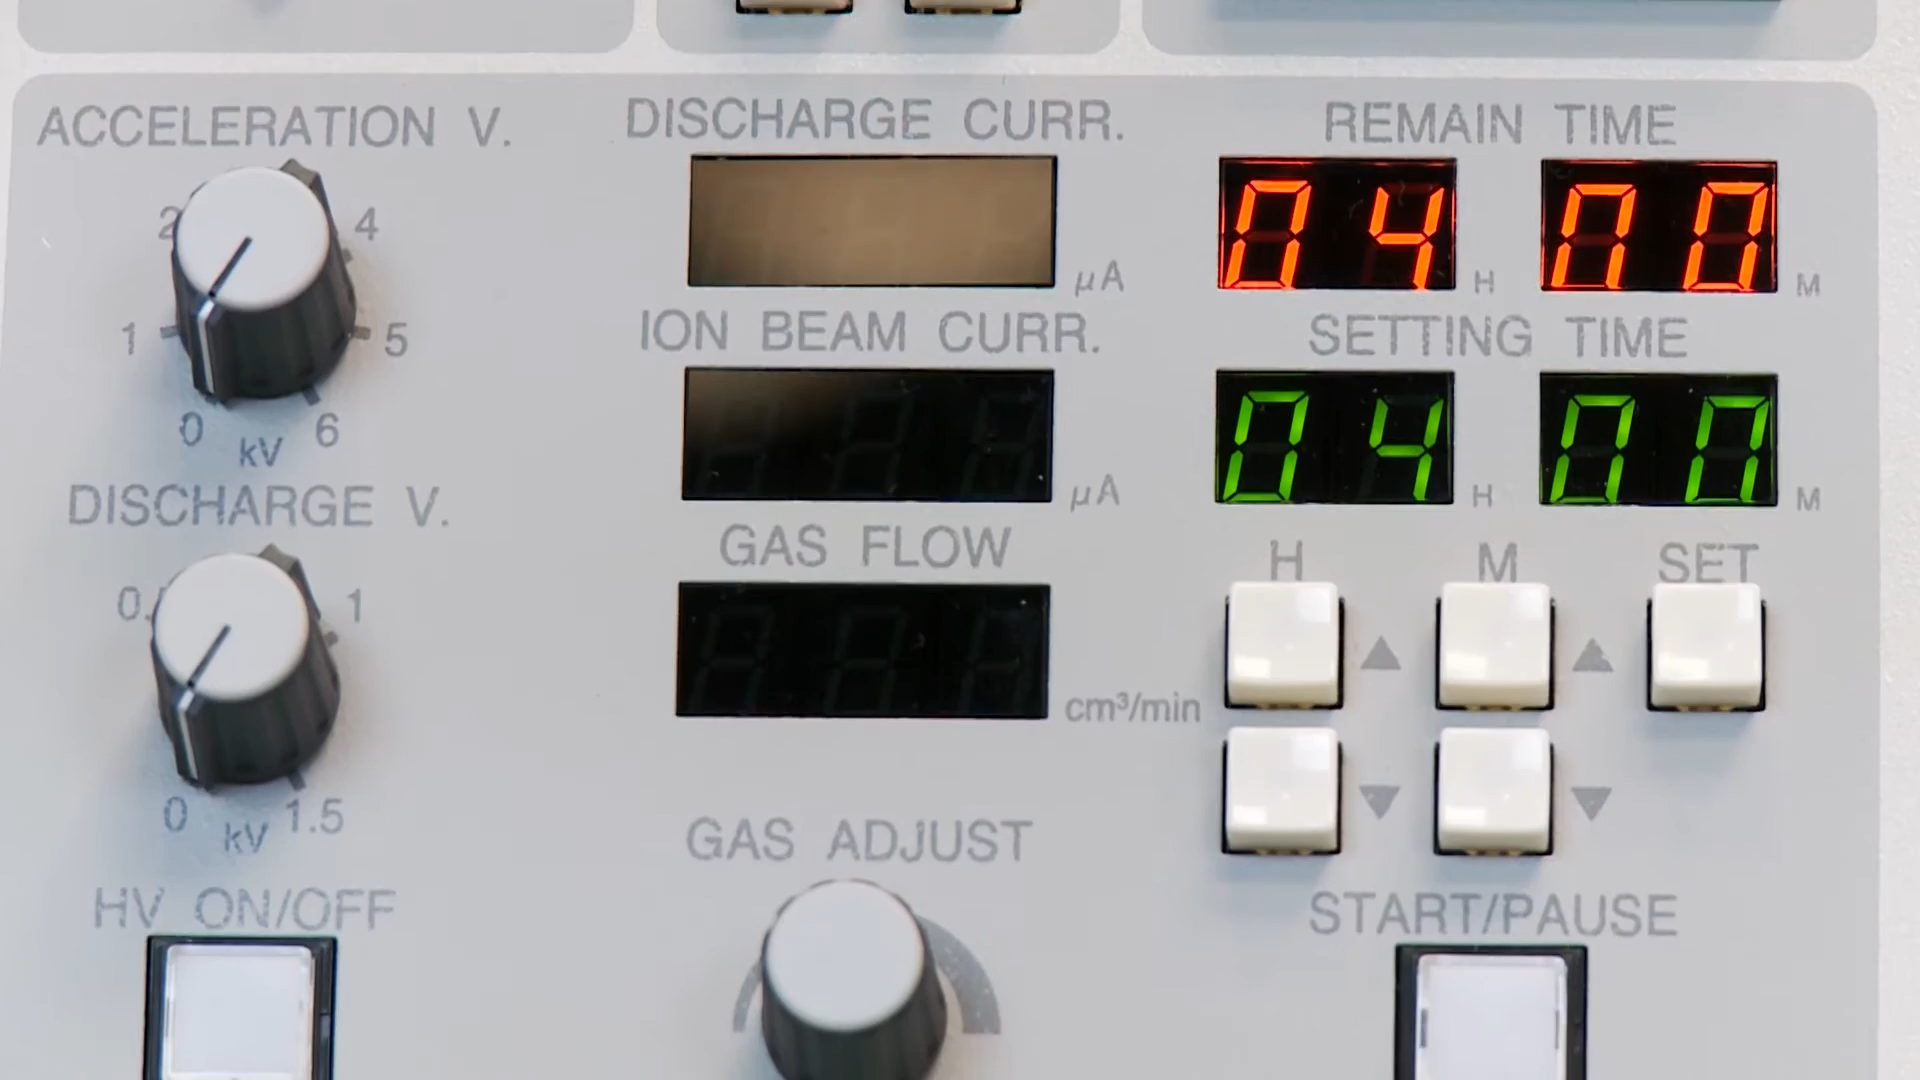 ACCELERATION V.
2 4
1 5
0 6
kV
DISCHARGE V.
0. 1
0 1.5
kV
HV ON/OFF
DISCHARGE CURR.
μA
ION BEAM CURR.
μA
GAS FLOW
cm³/min
GAS ADJUST
REMAIN TIME
04 H 00 M
SETTING TIME
04 H 00 M
H M SET
START/PAUSE